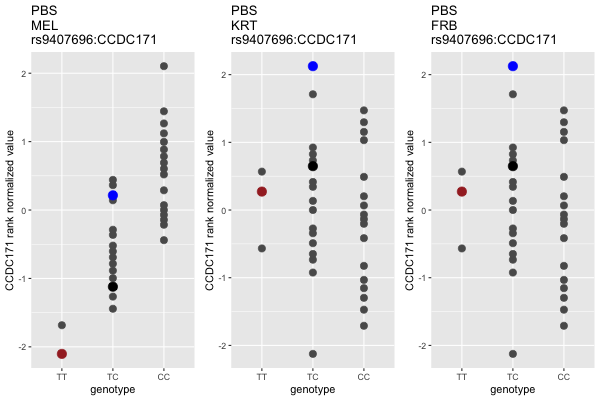 PBS
MEL
rs9407696:CCDC171
CCDC171 rank normalized value
2
1
0
-1
-2
TT
TC
CC
genotype
PBS
KRT
rs9407696:CCDC171
CCDC171 rank normalized value
2
1
0
-1
-2
TT
TC
CC
genotype
PBS
FRB
rs9407696:CCDC171
CCDC171 rank normalized value
2
1
0
-1
-2
TT
TC
CC
genotype